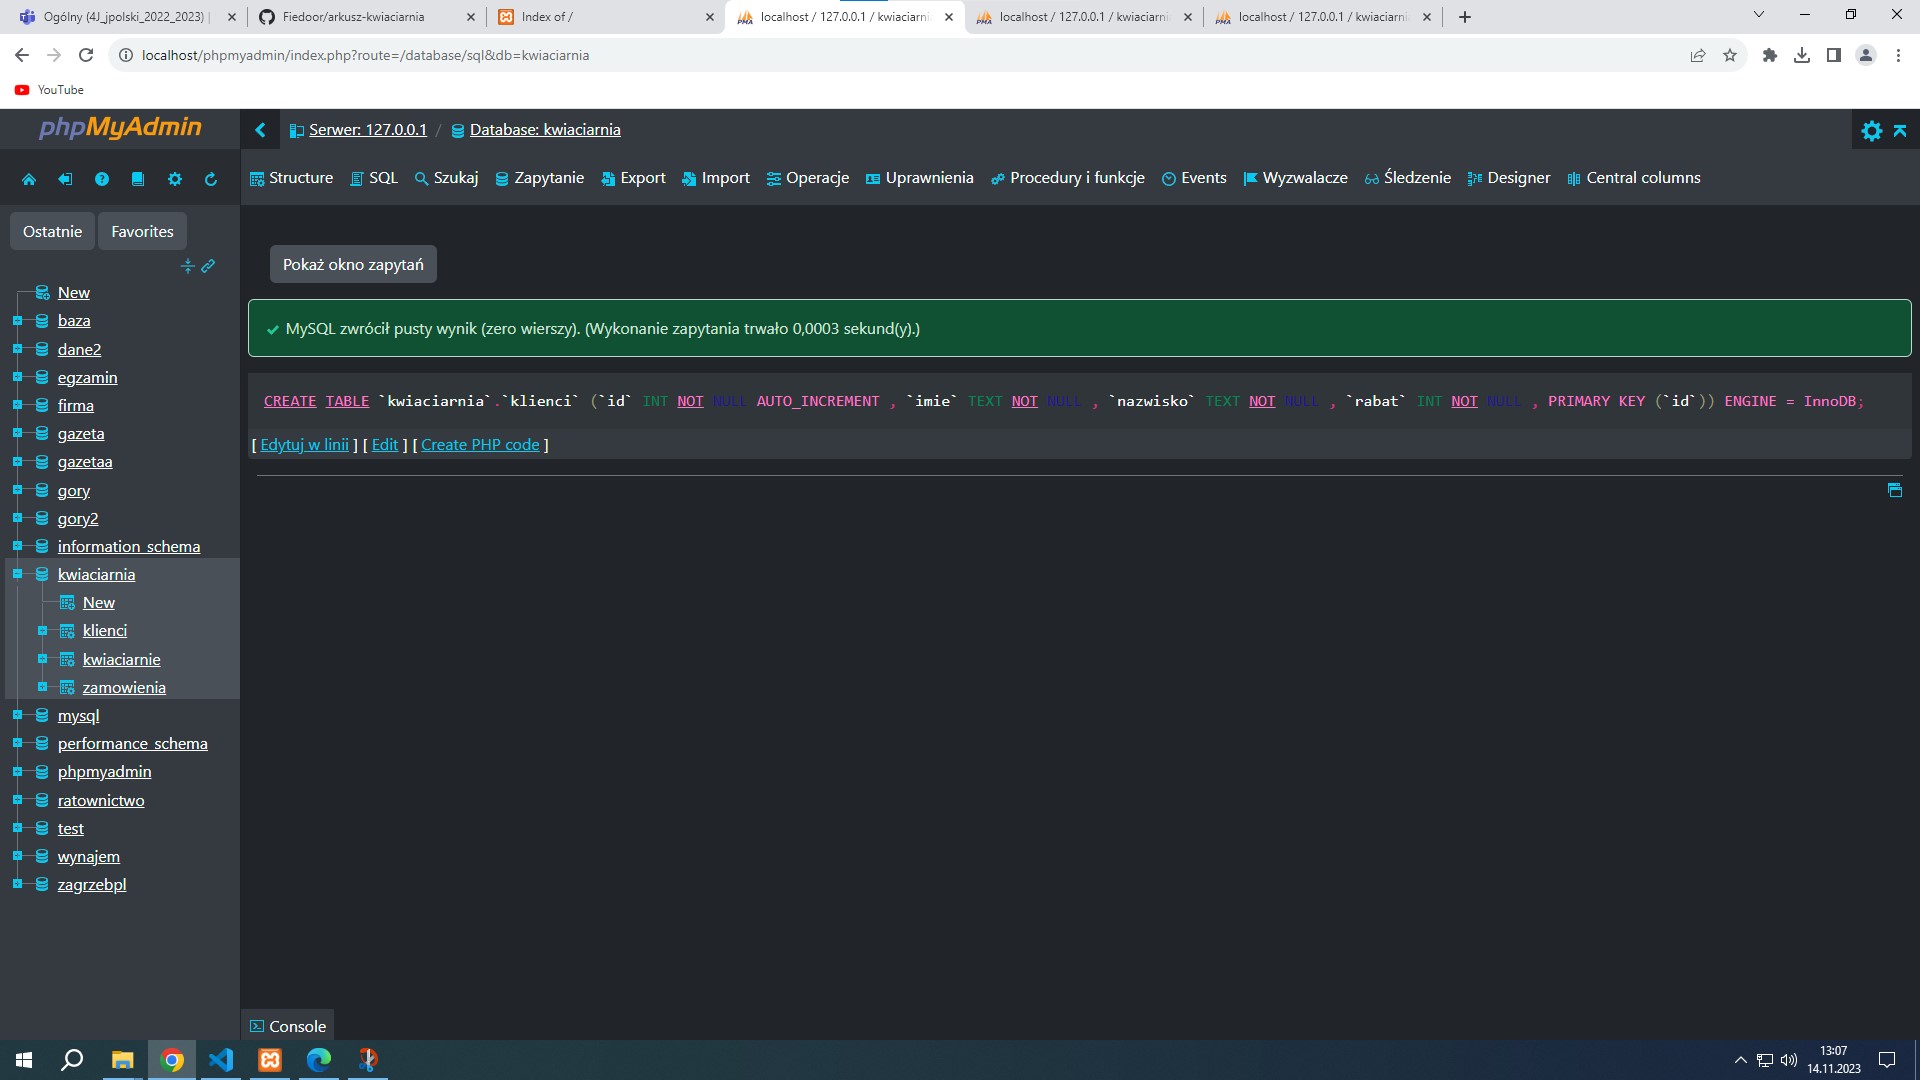 Ogólny (4J_jpolski_2022_2023) |
Fiedoor/arkusz-kwiaciarnia
Index of /
localhost / 127.0.0.1 / kwiaciarni
localhost / 127.0.0.1 / kwiaciarni
localhost / 127.0.0.1 / kwiaciarni
localhost/phpmyadmin/index.php?route=/database/sql&db=kwiaciarnia
YouTube
phpMyAdmin
Serwer: 127.0.0.1 / Database: kwiaciarnia
Structure SQL Szukaj Zapytanie Export Import Operacje Uprawnienia Procedury i funkcje Events Wyzwalacze Śledzenie Designer Central columns
Ostatnie Favorites
New
baza
dane2
egzamin
firma
gazeta
gazetaa
gory
gory2
information_schema
kwiaciarnia
New
klienci
kwiaciarnie
zamowienia
mysql
performance_schema
phpmyadmin
ratownictwo
test
wynajem
zagrzebpl
Pokaż okno zapytań
MySQL zwrócił pusty wynik (zero wierszy). (Wykonanie zapytania trwało 0,0003 sekund(y).)
CREATE TABLE `kwiaciarnia`.`klienci` (`id` INT NOT NULL AUTO_INCREMENT , `imie` TEXT NOT NULL , `nazwisko` TEXT NOT NULL , `rabat` INT NOT NULL , PRIMARY KEY (`id`)) ENGINE = InnoDB;
[ Edytuj w linii ] [ Edit ] [ Create PHP code ]
Console
13:07
14.11.2023